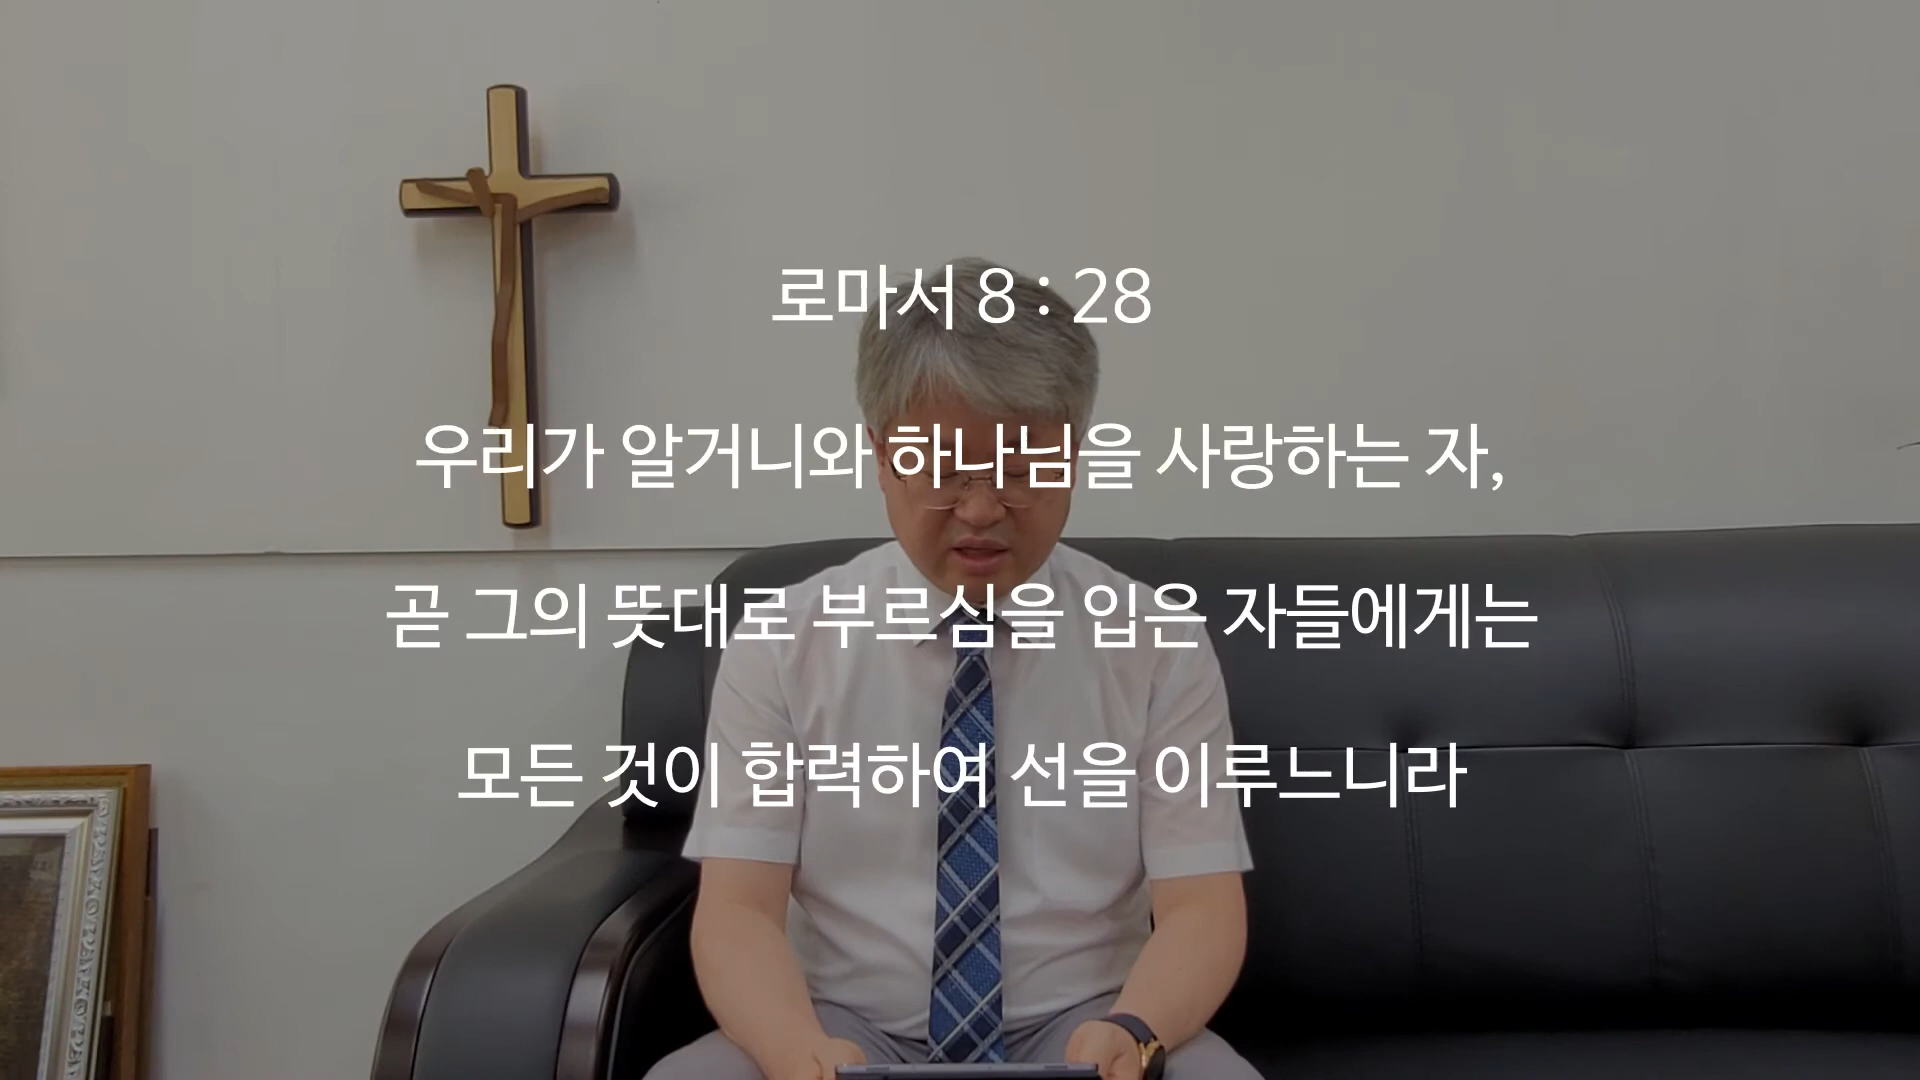 로마서 8 : 28
우리가 알거니와 하나님을 사랑하는 자,
곧 그의 뜻대로 부르심을 입은 자들에게는
모든 것이 합력하여 선을 이루느니라